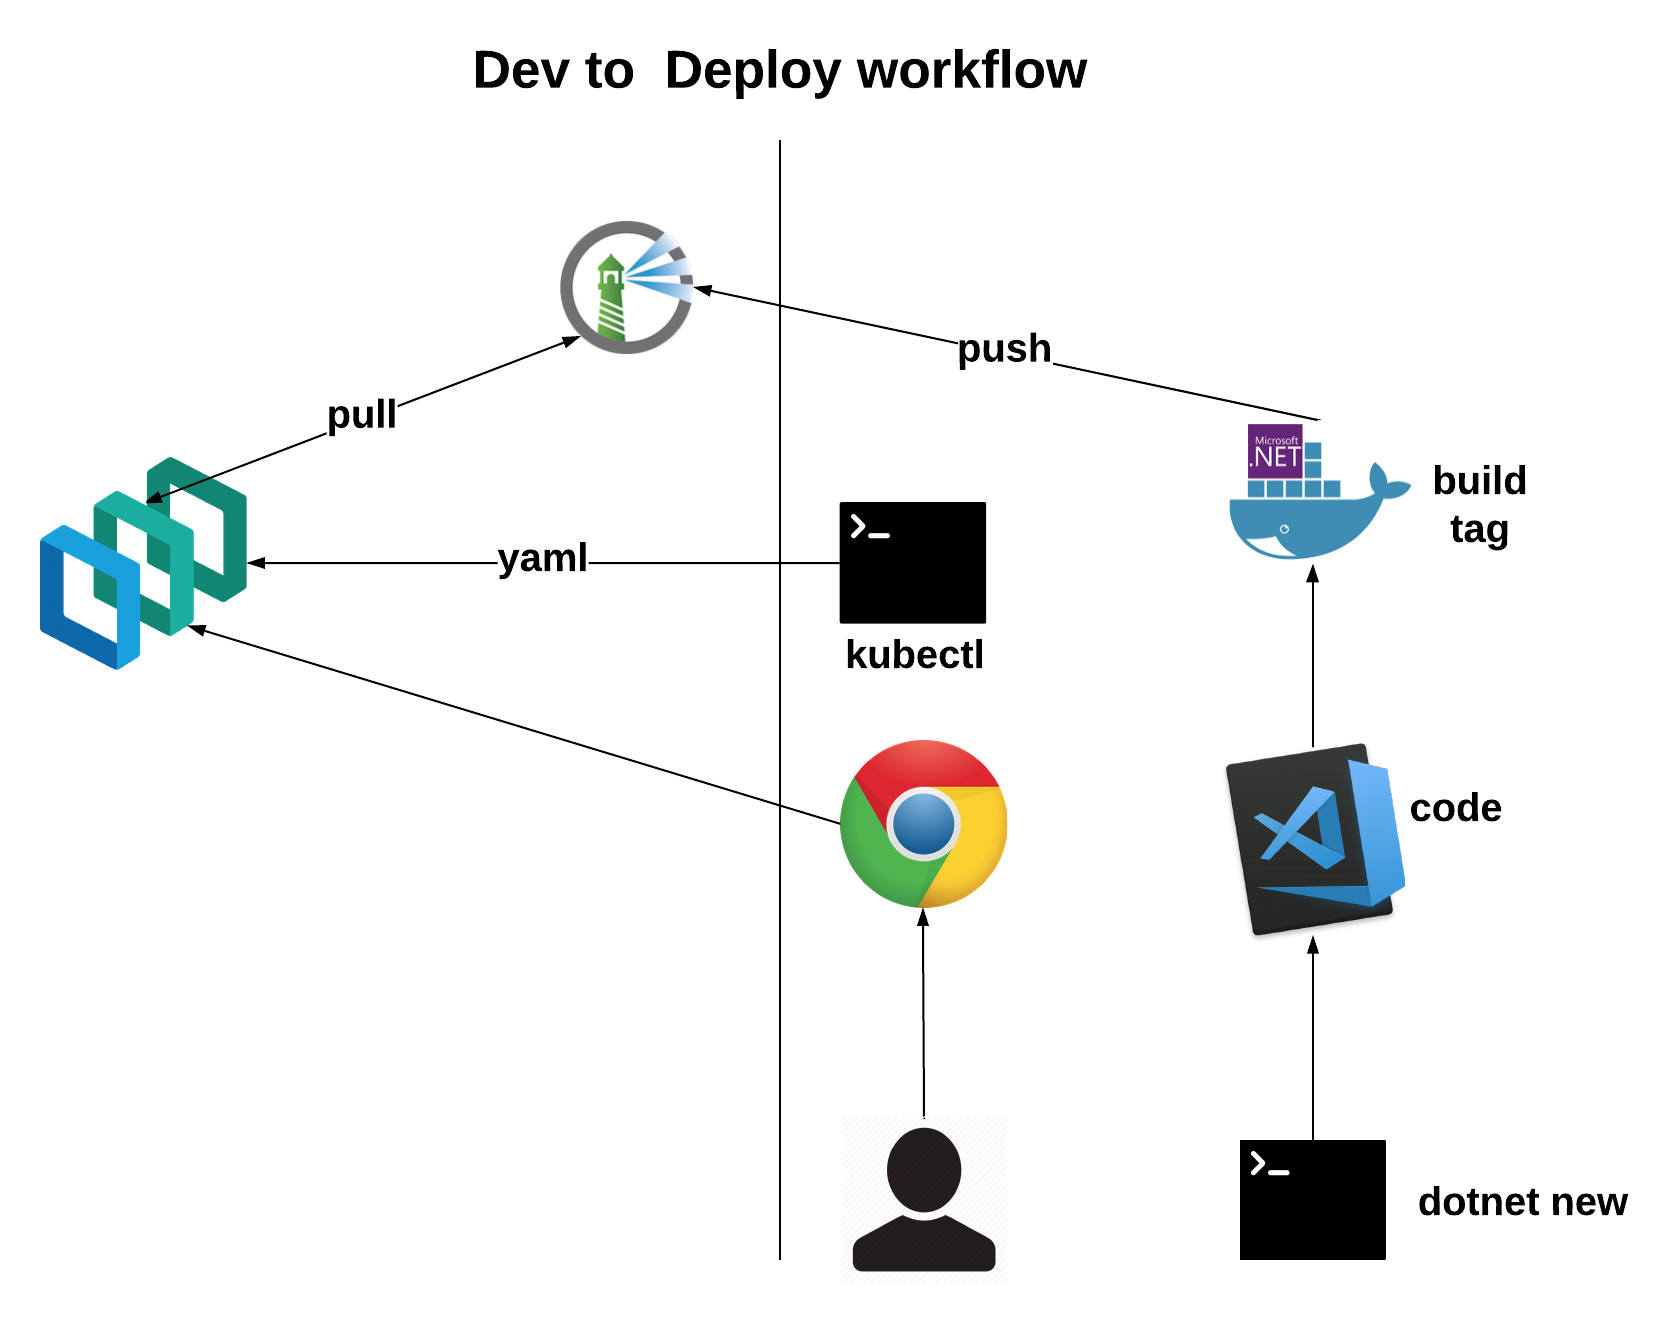 Dev to  Deploy workflow
push
pull
Microsoft
.NET
build
tag
yaml
>_
kubectl
code
>_
dotnet new